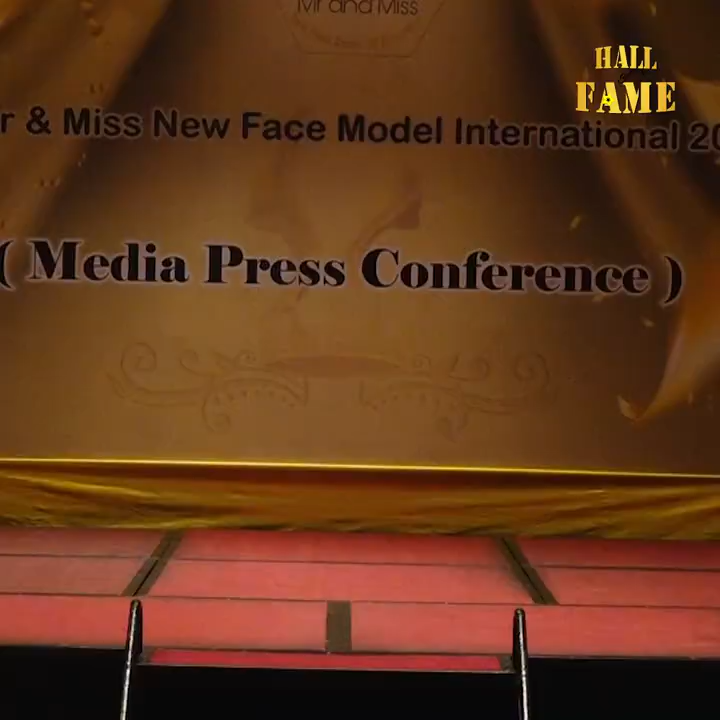 Mr and Miss
HALL
FAME
r & Miss New Face Model International 20
( Media Press Conference )